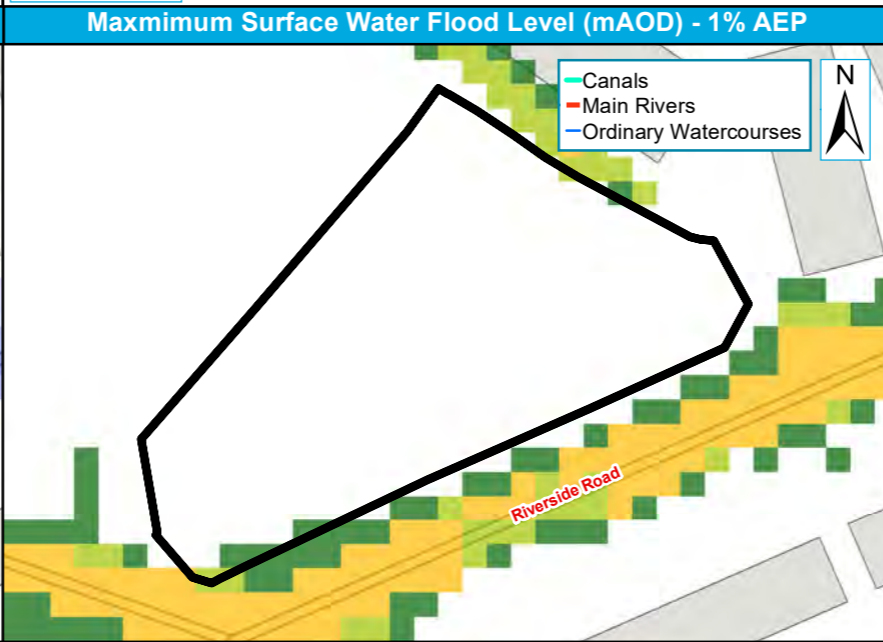 Maxmimum Surface Water Flood Level (mAOD) - 1% AEP
Canals
Main Rivers
Ordinary Watercourses
N
Riverside Road